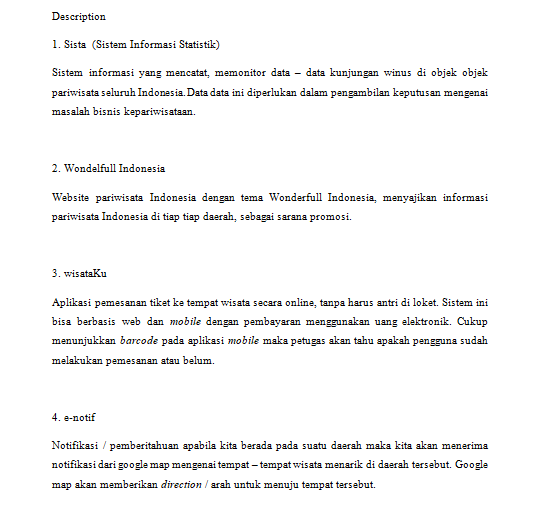 Description
1. Sista (Sistem Informasi Statistik)
Sistem informasi yang mencatat, memonitor data – data kunjungan winus di objek objek
pariwisata seluruh Indonesia. Data data ini diperlukan dalam pengambilan keputusan mengenai
masalah bisnis kepariwisataan.
2. Wondelfull Indonesia
Website pariwisata Indonesia dengan tema Wonderfull Indonesia, menyajikan informasi
pariwisata Indonesia di tiap tiap daerah, sebagai sarana promosi.
3. wisataKu
Aplikasi pemesanan tiket ke tempat wisata secara online, tanpa harus antri di loket. Sistem ini
bisa berbasis web dan mobile dengan pembayaran menggunakan uang elektronik. Cukup
menunjukkan barcode pada aplikasi mobile maka petugas akan tahu apakah pengguna sudah
melakukan pemesanan atau belum.
4. e-notif
Notifikasi / pemberitahuan apabila kita berada pada suatu daerah maka kita akan menerima
notifikasi dari google map mengenai tempat – tempat wisata menarik di daerah tersebut. Google
map akan memberikan direction / arah untuk menuju tempat tersebut.